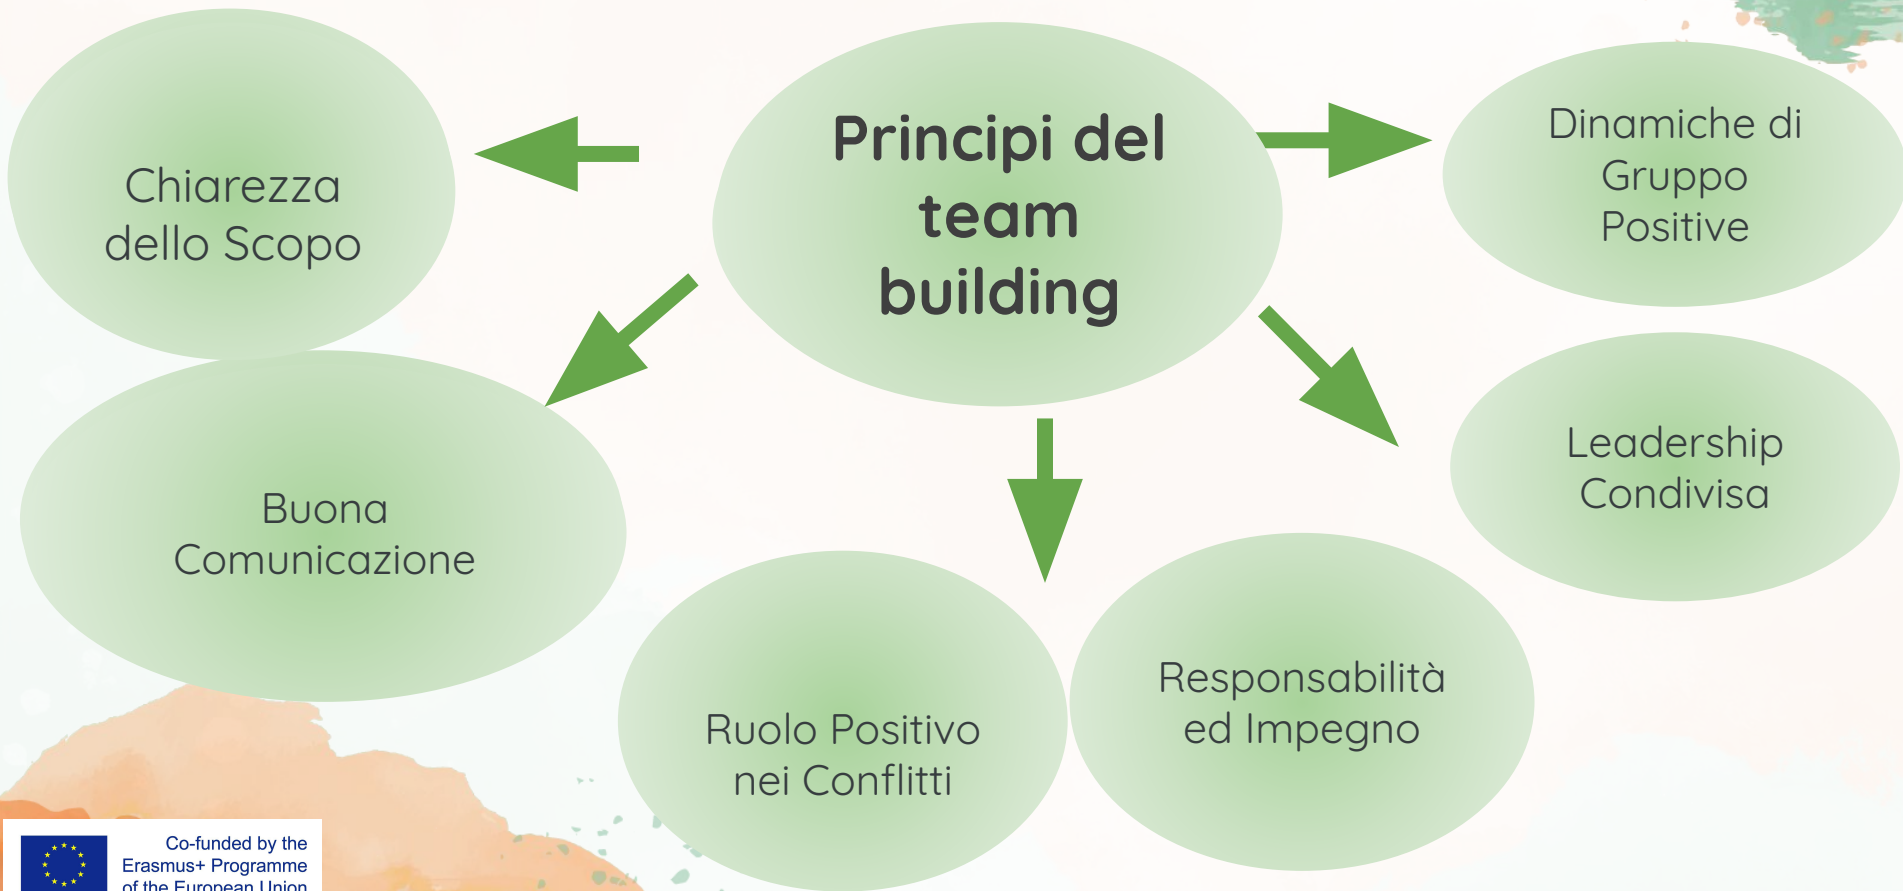 Principi del
team
building
Chiarezza
dello Scopo
Buona
Comunicazione
Ruolo Positivo
nei Conflitti
Responsabilità
ed Impegno
Leadership
Condivisa
Dinamiche di
Gruppo
Positive
Co-funded by the
Erasmus+ Programme
of the European Union